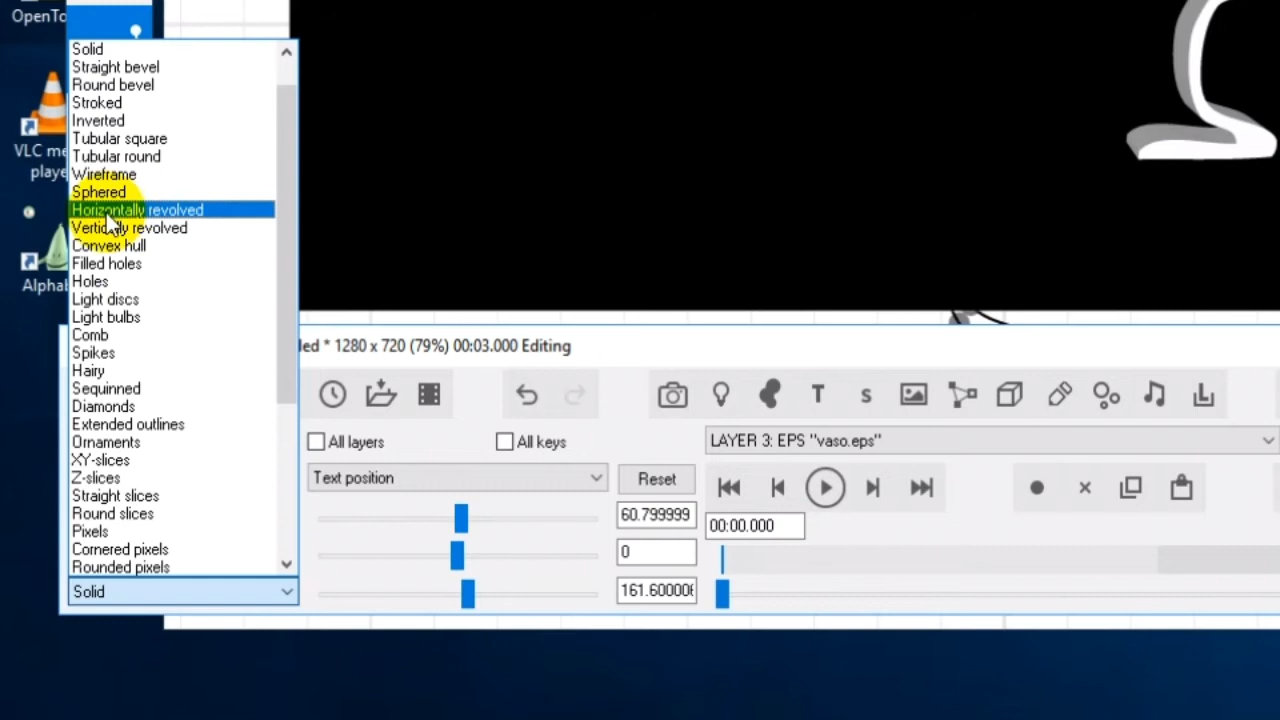 OpenTo
VLC me
playe
Alphab
Solid
Straight bevel
Round bevel
Stroked
Inverted
Tubular square
Tubular round
Wireframe
Sphered
Horizontally revolved
Vertically revolved
Convex hull
Filled holes
Holes
Light discs
Light bulbs
Comb
Spikes
Hairy
Sequinned
Diamonds
Extended outlines
Ornaments
XY-slices
Z-slices
Straight slices
Round slices
Pixels
Cornered pixels
Rounded pixels
Solid
led * 1280 x 720 (79%) 00:03.000 Editing
T s
All layers All keys LAYER 3: EPS "vaso.eps"
Text position Reset
60.799999 00:00.000
0
161.600006